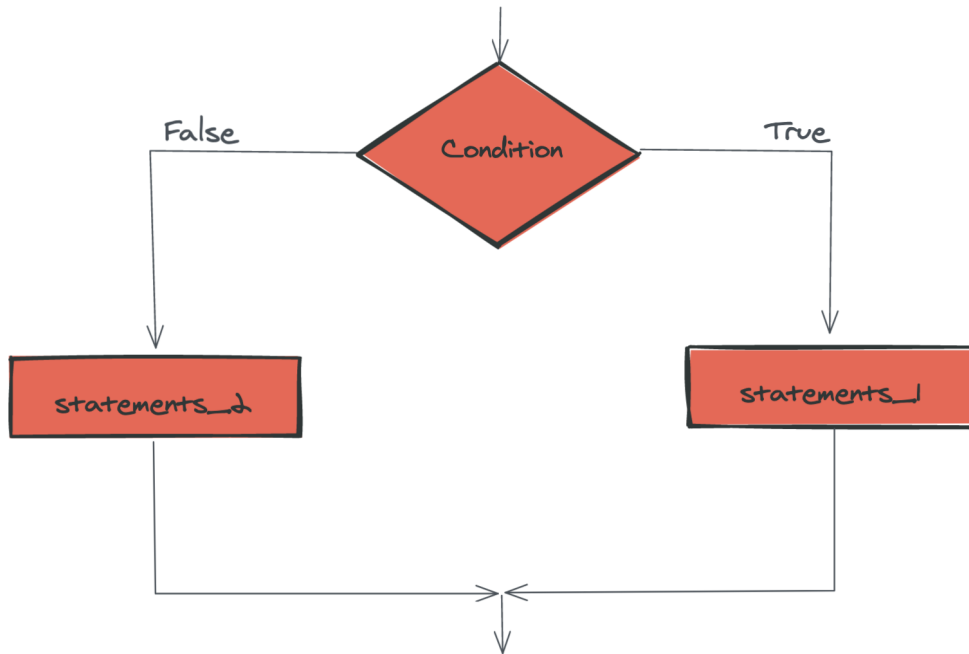 False
True
Condition
statements_2
statements_1